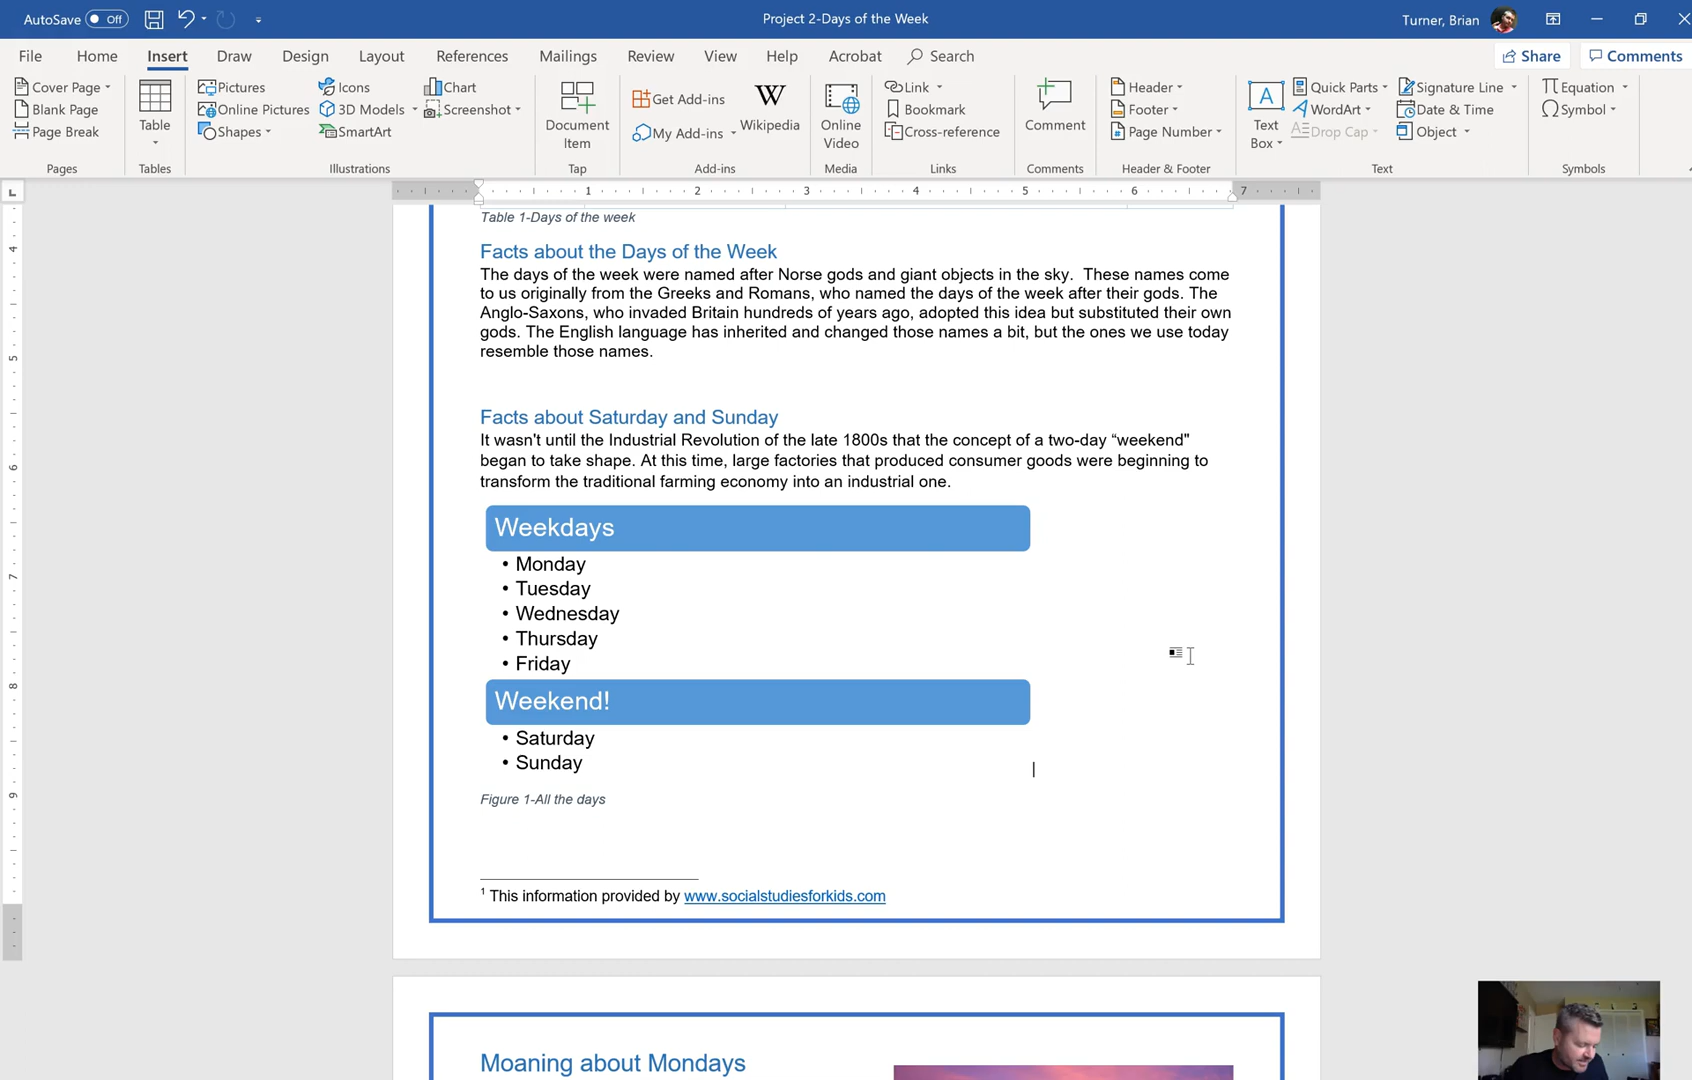 AutoSave Off
Project 2-Days of the Week
Turner, Brian
File Home Insert Draw Design Layout References Mailings Review View Help Acrobat Search
Share Comments
Cover Page
Blank Page
Page Break
Pages
Table
Tables
Pictures
Online Pictures
Shapes
Icons
3D Models
SmartArt
Chart
Screenshot
Illustrations
Document
Item
Tap
Get Add-ins
My Add-ins
W
Wikipedia
Add-ins
Online
Video
Media
Link
Bookmark
Cross-reference
Links
Comment
Comments
Header
Footer
Page Number
Header & Footer
A
Text
Box
Quick Parts
WordArt
Drop Cap
Signature Line
Date & Time
Object
Text
Equation
Symbol
Symbols
1 2 3 4 5 6 7
4
5
6
7
8
9
Table 1-Days of the week
Facts about the Days of the Week
The days of the week were named after Norse gods and giant objects in the sky.  These names come
to us originally from the Greeks and Romans, who named the days of the week after their gods. The
Anglo-Saxons, who invaded Britain hundreds of years ago, adopted this idea but substituted their own
gods. The English language has inherited and changed those names a bit, but the ones we use today
resemble those names.
Facts about Saturday and Sunday
It wasn't until the Industrial Revolution of the late 1800s that the concept of a two-day “weekend"
began to take shape. At this time, large factories that produced consumer goods were beginning to
transform the traditional farming economy into an industrial one.
Weekdays
• Monday
• Tuesday
• Wednesday
• Thursday
• Friday
Weekend!
• Saturday
• Sunday
Figure 1-All the days
1 This information provided by www.socialstudiesforkids.com
Moaning about Mondays